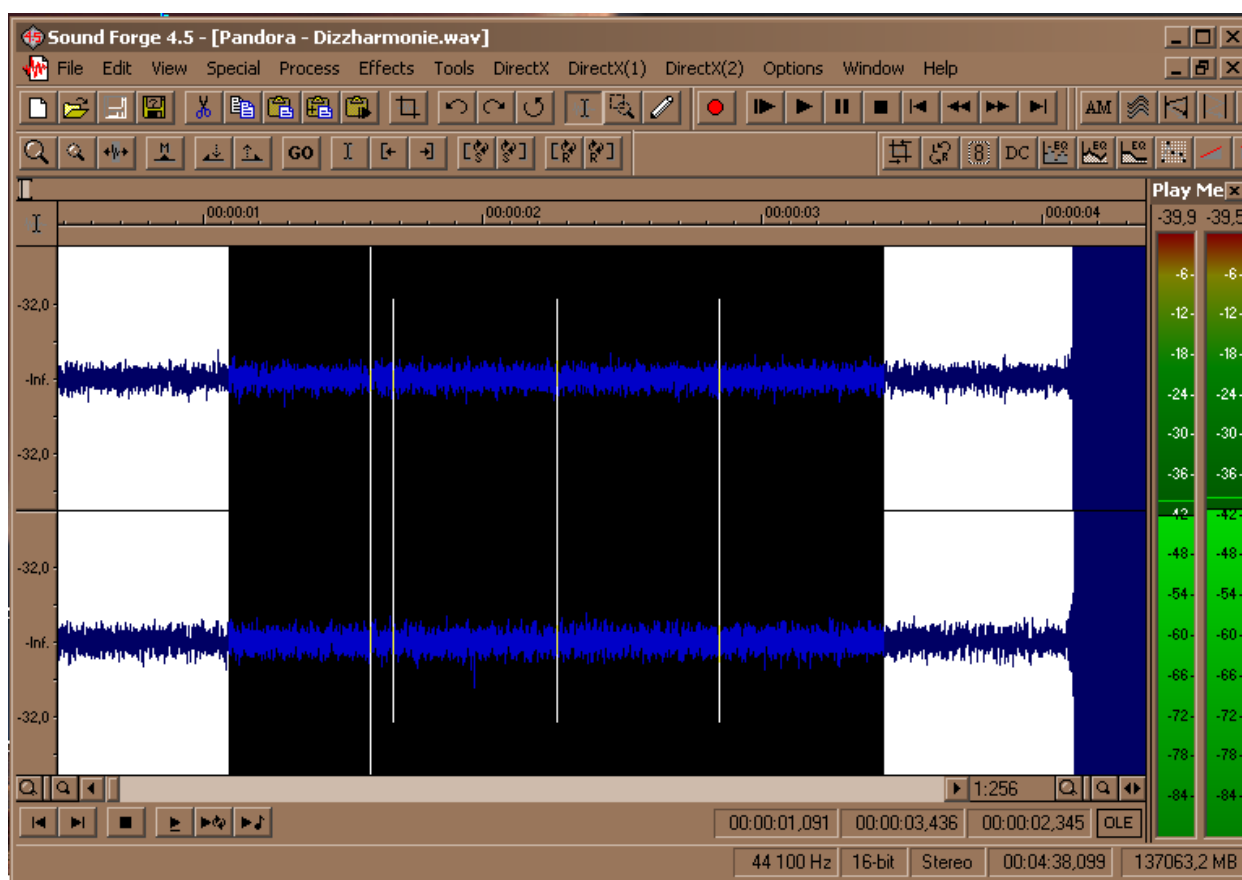 Sound Forge 4.5 - [Pandora - Dizzharmonie.wav]
File Edit View Special Process Effects Tools DirectX DirectX(1) DirectX(2) Options Window Help
AM
M GO S S R R 8 DC EQ EQ EQ
Play Me
00:00:01 00:00:02 00:00:03 00:00:04
-39,9 -39,5
-32,0
-Inf.
-32,0
-32,0
-Inf.
-32,0
-6- -6-
-12- -12-
-18- -18-
-24- -24-
-30- -30-
-36- -36-
-42- -42-
-48- -48-
-54- -54-
-60- -60-
-66- -66-
-72- -72-
-78- -78-
-84- -84-
1:256
00:00:01,091 00:00:03,436 00:00:02,345 OLE
44 100 Hz 16-bit Stereo 00:04:38,099 137063,2 MB